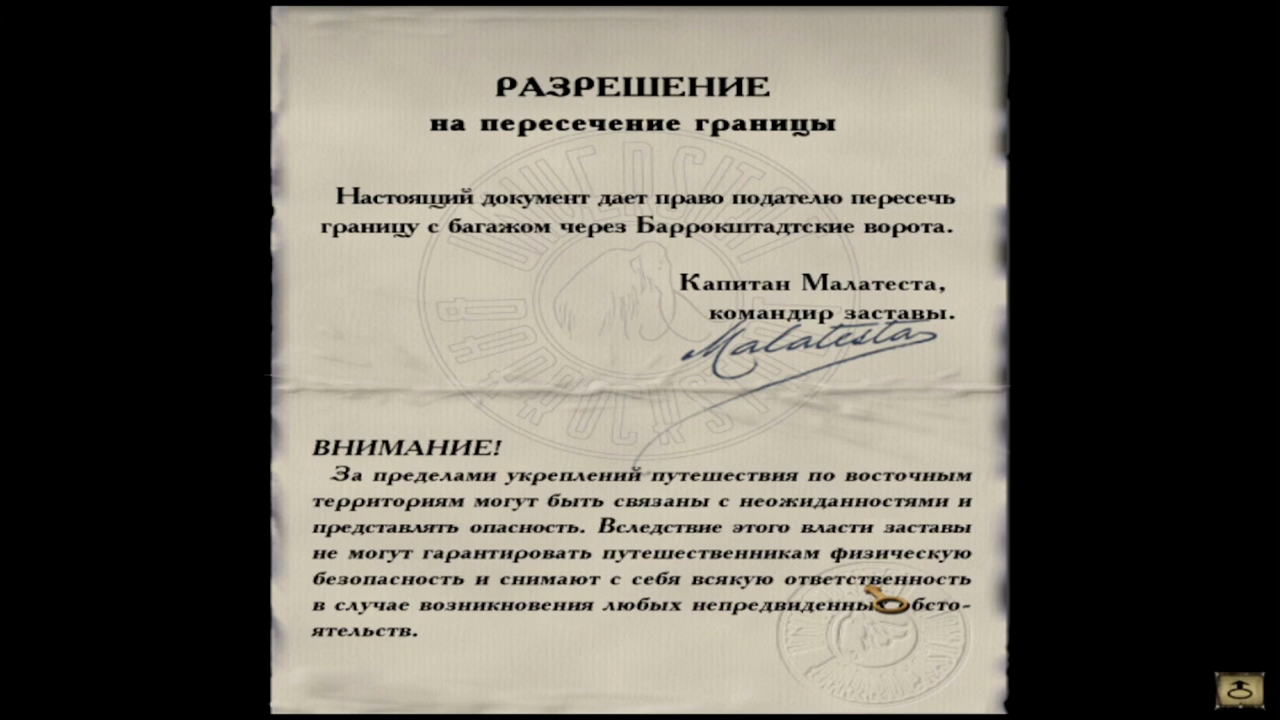 РАЗРЕШЕНИЕ
на пересечение границы
Настоящий документ дает право подателю пересечь
границу с багажом через Баррокштадтские ворота.
Капитан Малатеста,
командир заставы.
Malatesta
ВНИМАНИЕ!
За пределами укреплений путешествия по восточным
территориям могут быть связаны с неожиданностями и
представлять опасность. Вследствие этого власти заставы
не могут гарантировать путешественникам физическую
безопасность и снимают с себя всякую ответственность
в случае возникновения любых непредвиденных обсто-
ятельств.